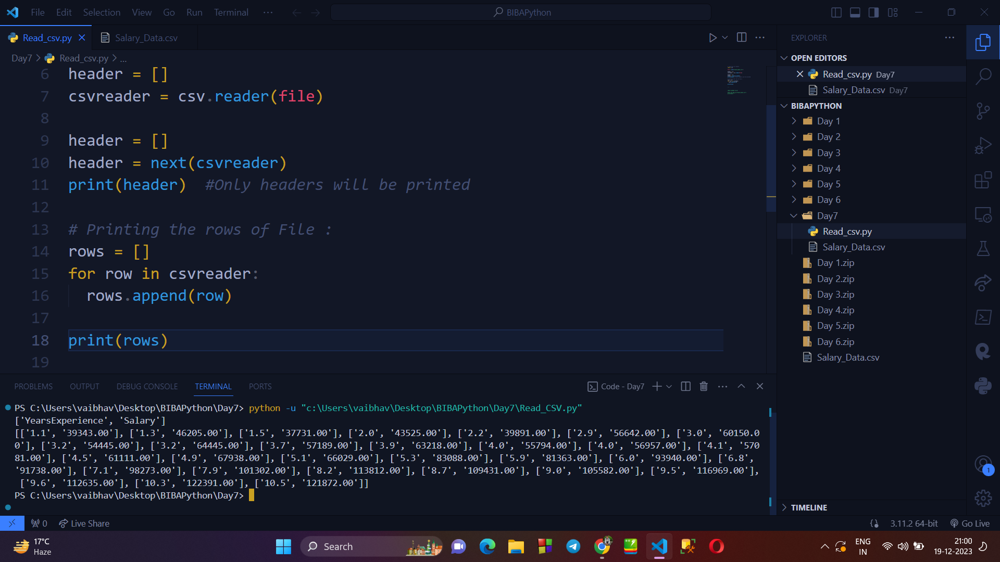 File Edit Selection View Go Run Terminal ... BIBAPython
Read_csv.py Salary_Data.csv
Day7 > Read_csv.py > ...
6 header = []
7 csvreader = csv.reader(file)
8
9 header = []
10 header = next(csvreader)
11 print(header) #Only headers will be printed
12
13 # Printing the rows of File :
14 rows = []
15 for row in csvreader:
16 rows.append(row)
17
18 print(rows)
19
PROBLEMS OUTPUT DEBUG CONSOLE TERMINAL PORTS Code - Day7
PS C:\Users\vaibhav\Desktop\BIBAPython\Day7> python -u "c:\Users\vaibhav\Desktop\BIBAPython\Day7\Read_CSV.py"
['YearsExperience', 'Salary']
[['1.1', '39343.00'], ['1.3', '46205.00'], ['1.5', '37731.00'], ['2.0', '43525.00'], ['2.2', '39891.00'], ['2.9', '56642.00'], ['3.0', '60150.0
0'], ['3.2', '54445.00'], ['3.2', '64445.00'], ['3.7', '57189.00'], ['3.9', '63218.00'], ['4.0', '55794.00'], ['4.0', '56957.00'], ['4.1', '570
81.00'], ['4.5', '61111.00'], ['4.9', '67938.00'], ['5.1', '66029.00'], ['5.3', '83088.00'], ['5.9', '81363.00'], ['6.0', '93940.00'], ['6.8',
'91738.00'], ['7.1', '98273.00'], ['7.9', '101302.00'], ['8.2', '113812.00'], ['8.7', '109431.00'], ['9.0', '105582.00'], ['9.5', '116969.00'],
['9.6', '112635.00'], ['10.3', '122391.00'], ['10.5', '121872.00']]
PS C:\Users\vaibhav\Desktop\BIBAPython\Day7>
EXPLORER
OPEN EDITORS
Read_csv.py Day7
Salary_Data.csv Day7
BIBAPYTHON
Day 1
Day 2
Day 3
Day 4
Day 5
Day 6
Day7
Read_csv.py
Salary_Data.csv
Day 1.zip
Day 2.zip
Day 3.zip
Day 4.zip
Day 5.zip
Day 6.zip
Salary_Data.csv
TIMELINE
1
0 Live Share 3.11.2 64-bit Go Live
17°C
Haze
Search
ENG
IN
21:00
19-12-2023